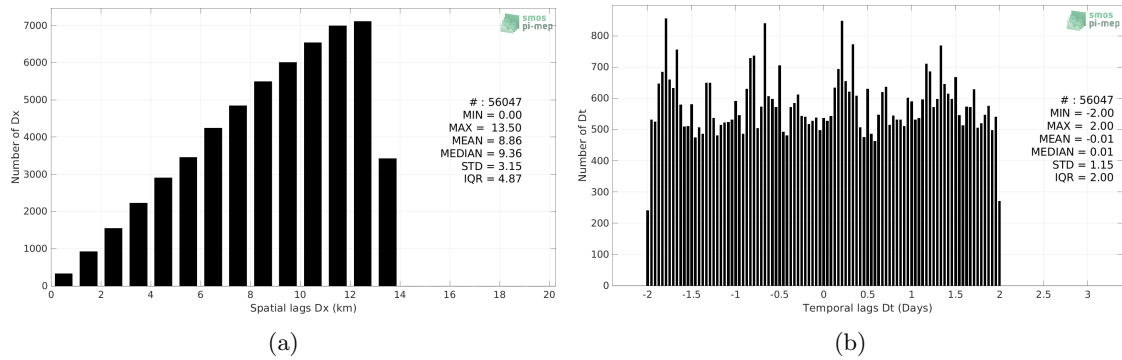 smos
pi-mep
7000
6000
5000
4000
3000
2000
1000
0
Number of Dx
# : 56047
MIN = 0.00
MAX = 13.50
MEAN = 8.86
MEDIAN = 9.36
STD = 3.15
IQR = 4.87
0 2 4 6 8 10 12 14 16 18 20
Spatial lags Dx (km)
(a)
smos
pi-mep
800
700
600
500
400
300
200
100
0
Number of Dt
# : 56047
MIN = -2.00
MAX = 2.00
MEAN = -0.01
MEDIAN = 0.01
STD = 1.15
IQR = 2.00
-2 -1.5 -1 -0.5 0 0.5 1 1.5 2 2.5 3
Temporal lags Dt (Days)
(b)